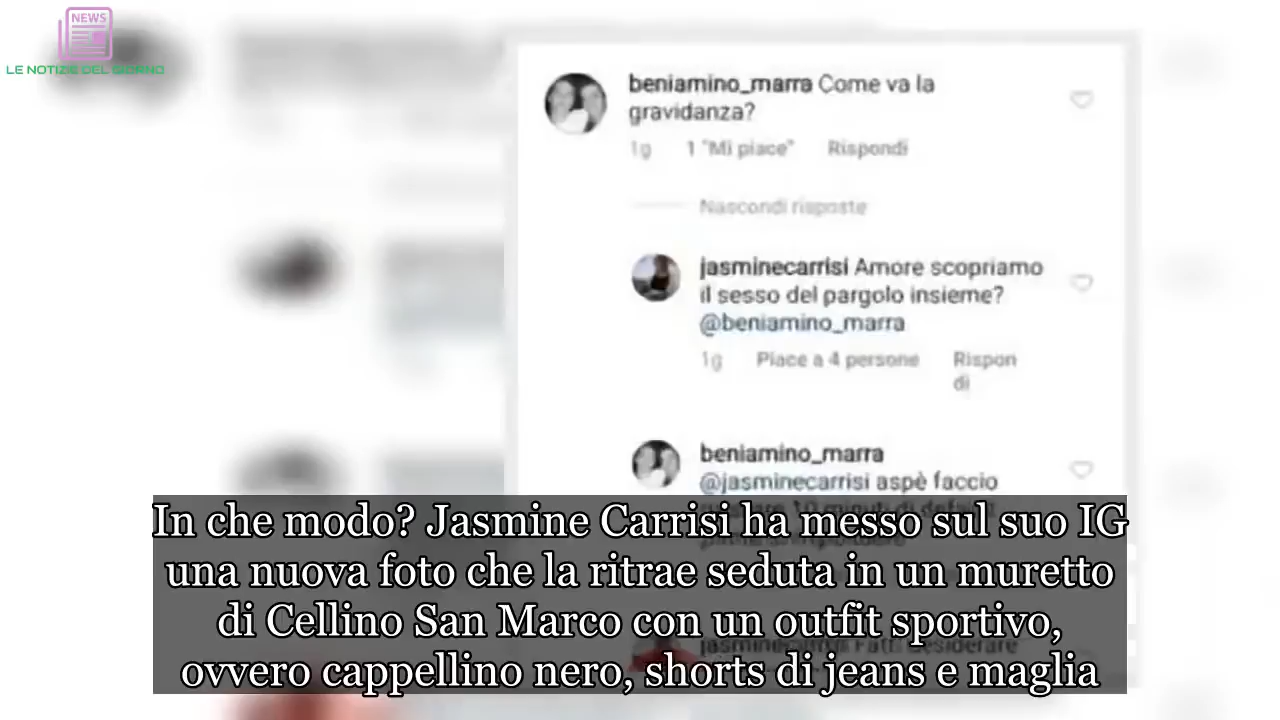 NEWS
LE NOTIZIE DEL GIORNO
beniamino_marra Come va la
gravidanza?
1g 1 "Mi piace" Rispondi
Nascondi risposte
jasminecarrisi Amore scopriamo
il sesso del pargolo insieme?
@beniamino_marra
1g Piace a 4 persone Rispon
di
beniamino_marra
@jasminecarrisi aspè faccio
In che modo? Jasmine Carrisi ha messo sul suo IG
una nuova foto che la ritrae seduta in un muretto
di Cellino San Marco con un outfit sportivo,
ovvero cappellino nero, shorts di jeans e maglia